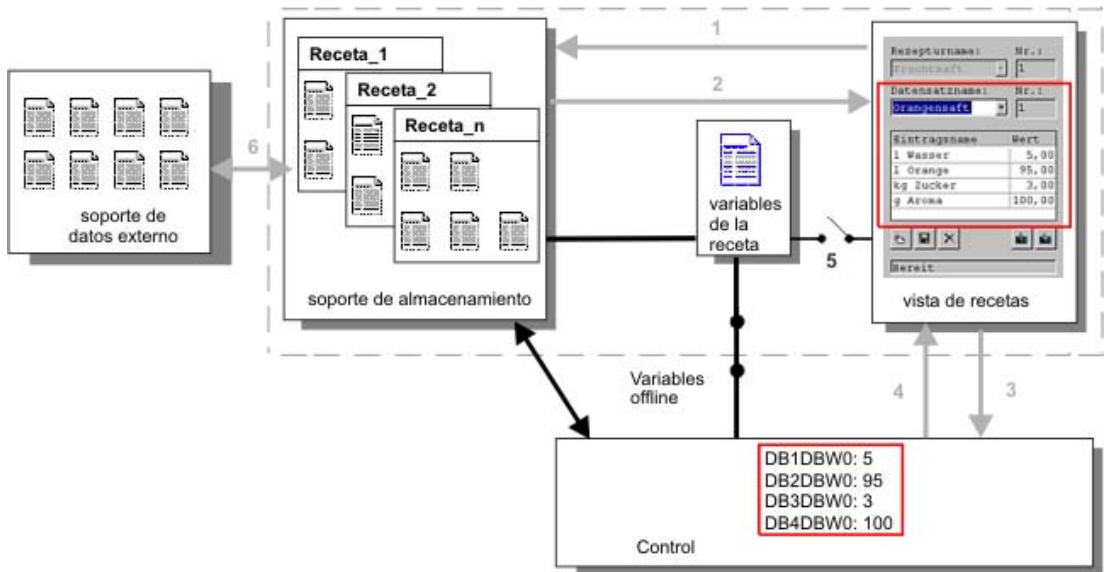 Receta_1
Receta_2
Receta_n
soporte de almacenamiento
soporte de
datos externo
6
1
2
variables
de la
receta
5
Rezepturname: Nr.:
Fruchtsaft 1
Datensatzname: Nr.:
Orangensaft 1
Eintragsname Wert
l Wasser 5,00
l Orange 95,00
kg Zucker 3,00
g Aroma 100,00
Bereit
vista de recetas
Variables
offline
4
3
DB1DBW0: 5
DB2DBW0: 95
DB3DBW0: 3
DB4DBW0: 100
Control